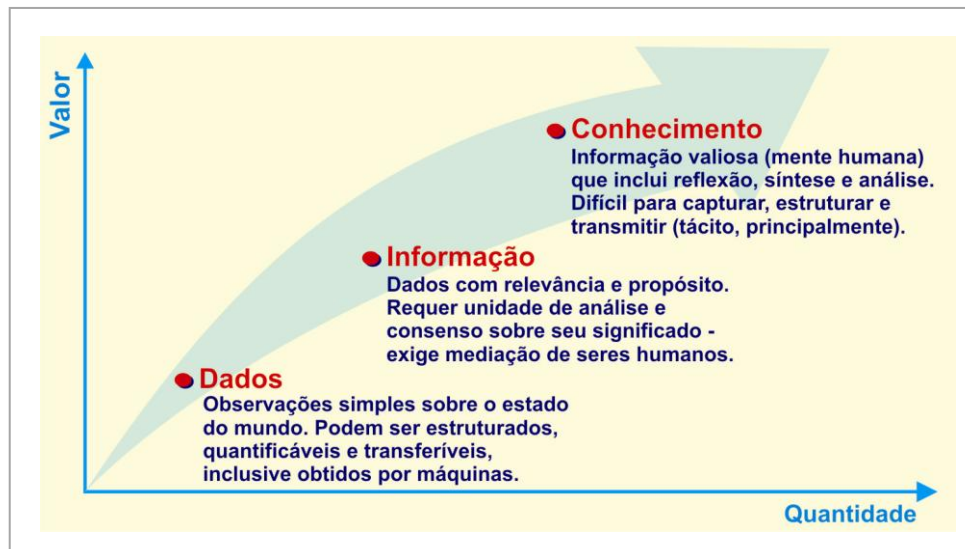 Valor
Conhecimento
Informação valiosa (mente humana)
que inclui reflexão, síntese e análise.
Difícil para capturar, estruturar e
transmitir (tácito, principalmente).
Informação
Dados com relevância e propósito.
Requer unidade de análise e
consenso sobre seu significado -
exige mediação de seres humanos.
Dados
Observações simples sobre o estado
do mundo. Podem ser estruturados,
quantificáveis e transferíveis,
inclusive obtidos por máquinas.
Quantidade